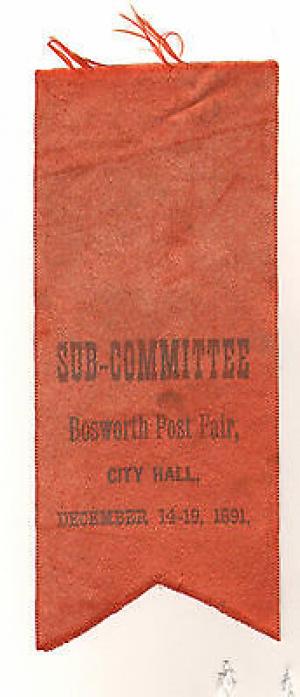 SUB-COMMITTEE
Bosworth Post Fair,
CITY HALL,
DECEMBER 14-19, 1891.